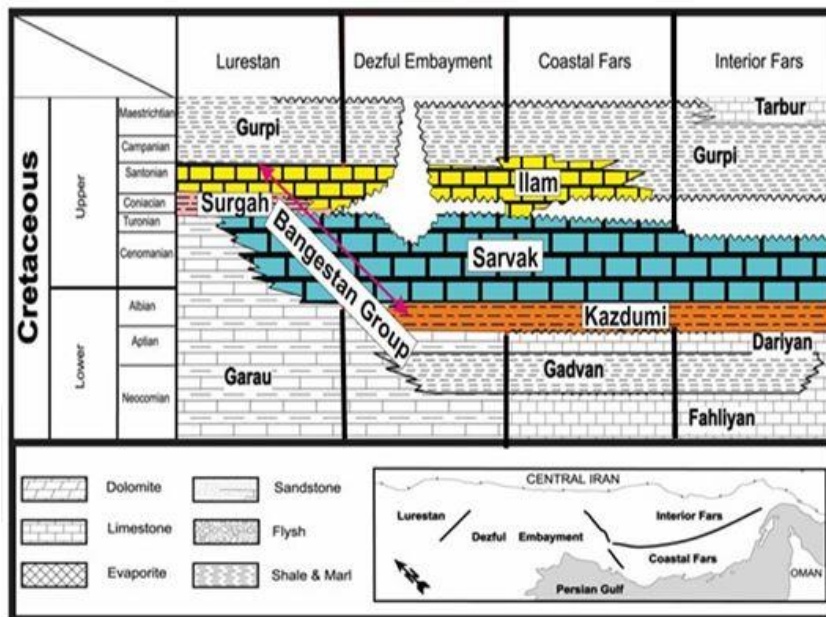 Lurestan
Dezful Embayment
Coastal Fars
Interior Fars
Cretaceous
Upper
Lower
Maestrichtian
Campanian
Santonian
Coniacian
Turonian
Cenomanian
Albian
Aptian
Neocomian
Gurpi
Tarbur
Gurpi
Ilam
Surgah
Bangestan Group
Sarvak
Kazdumi
Dariyan
Gadvan
Garau
Fahliyan
Dolomite
Limestone
Evaporite
Sandstone
Flysh
Shale & Marl
CENTRAL IRAN
Lurestan
Dezful Embayment
Interior Fars
Coastal Fars
Persian Gulf
OMAN